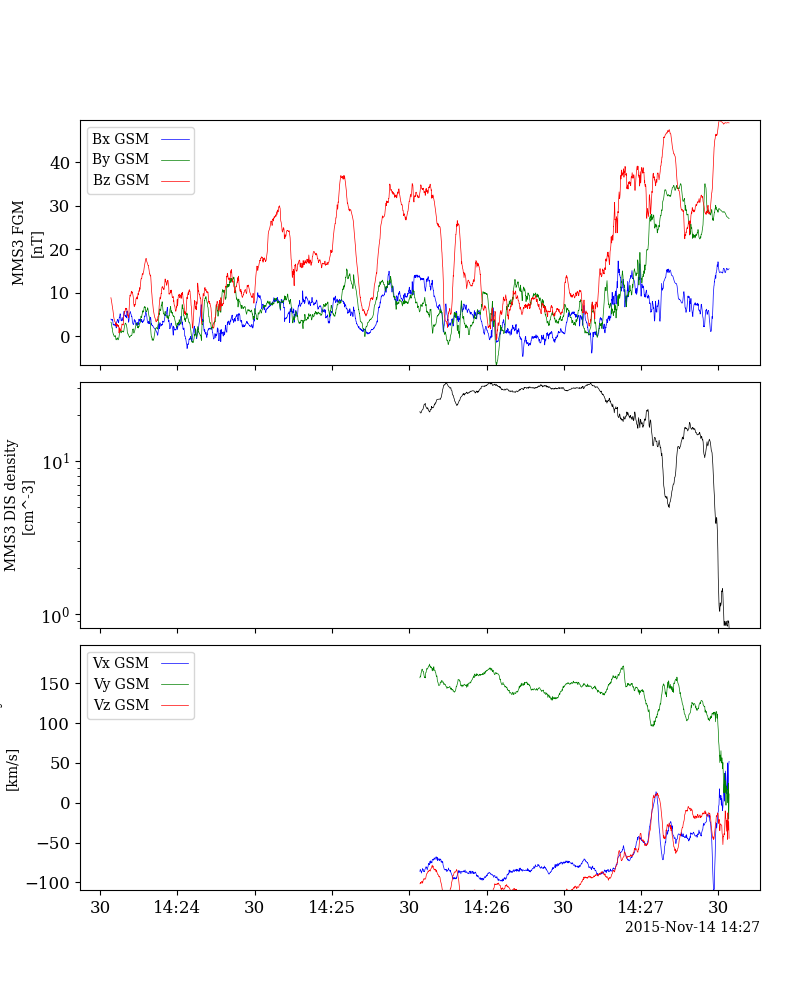 MMS3 FGM
[nT]
Bx GSM
By GSM
Bz GSM
40
30
20
10
0
MMS3 DIS density
[cm^-3]
10^1
10^0
[km/s]
Vx GSM
Vy GSM
Vz GSM
150
100
50
0
−50
−100
30 14:24 30 14:25 30 14:26 30 14:27 30
2015-Nov-14 14:27